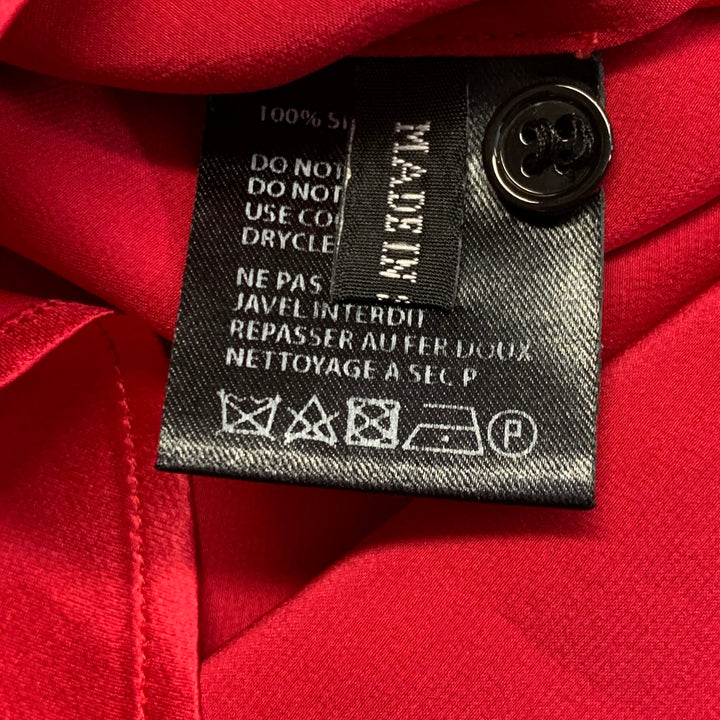 100% SI
DO NOT
DO NOT
USE CO
DRYCLE
MADE IN
NE PAS
JAVEL INTERDIT
REPASSER AU FER DOUX
NETTOYAGE A SEC P
P